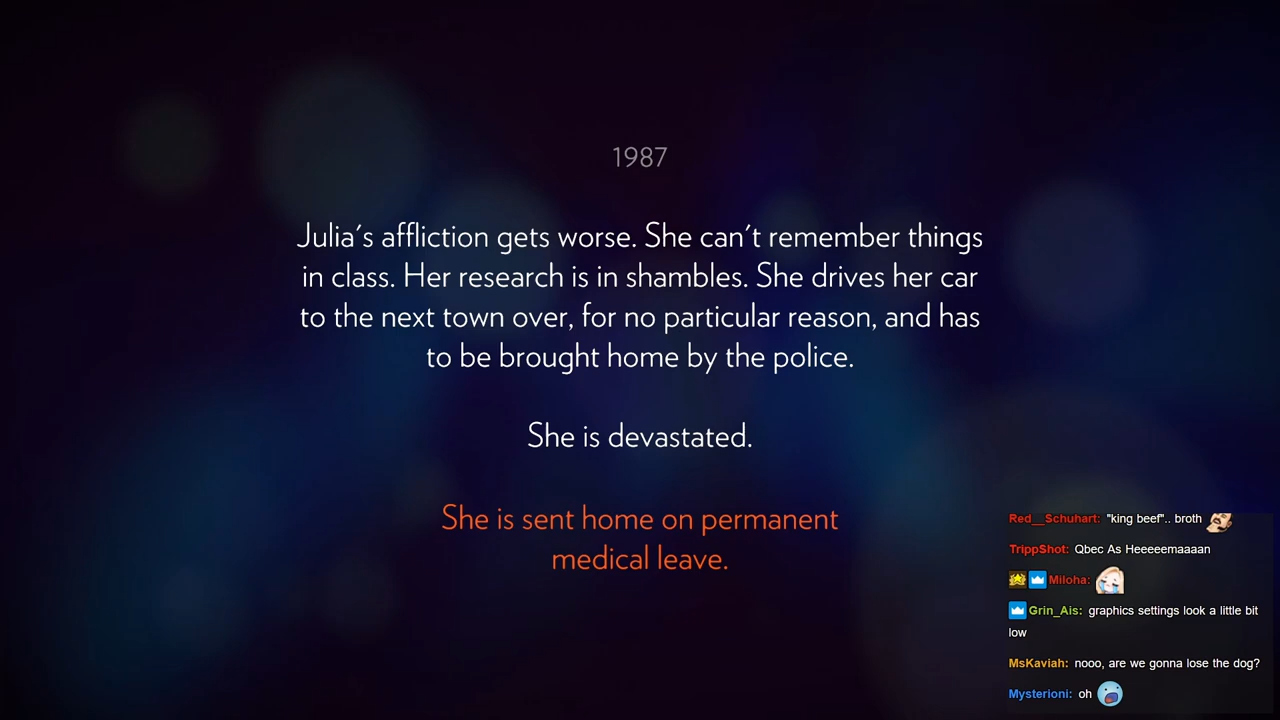 1987
Julia's affliction gets worse. She can't remember things
in class. Her research is in shambles. She drives her car
to the next town over, for no particular reason, and has
to be brought home by the police.
She is devastated.
She is sent home on permanent
medical leave.
Red__Schuhart: "king beef".. broth
TrippShot: Qbec As Heeeeemaaaan
Miloha:
Grin_Ais: graphics settings look a little bit
low
MsKaviah: nooo, are we gonna lose the dog?
Mysterioni: oh